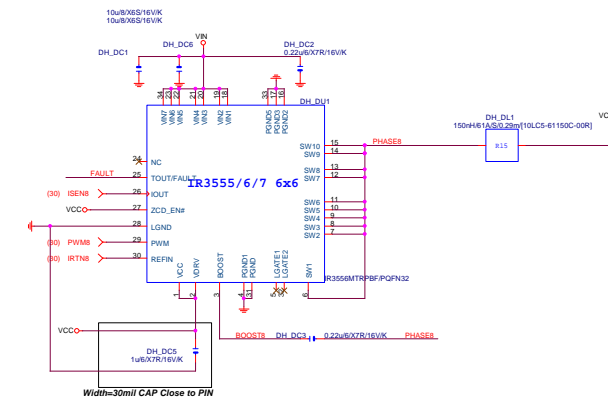 10u/8/X6S/16V/K
10u/8/X6S/16V/K
VIN
DH_DC1
DH_DC6
DH_DC2
0.22u/6/X7R/16V/K
34 23 22 21 20 19 18 33 17 16
DH_DU1
VIN7 VIN6 VIN5 VIN4 VIN3 VIN2 VIN1 PGND5 PGND3 PGND2
24 NC
FAULT 25 TOUT/FAULT
(30) ISEN8 26 IOUT
VCC 27 ZCD_EN#
28 LGND
(30) PWM8 29 PWM
(30) IRTN8 30 REFIN
IR3555/6/7 6x6
SW10 15 PHASE8
SW9 14
SW8 13
SW7 12
SW6 11
SW5 10
SW4 9
SW3 8
SW2 7
DH_DL1
150nH/61A/S/0.29m/[10LC5-61150C-00R]
R15
VC
VCC VDRV BOOST PGND1 PGND LGATE1 LGATE2 SW1
IR3556MTRPBF/PQFN32
1 2 3 4 31 5 6
VCC
BOOST8 DH_DC3 0.22u/6/X7R/16V/K PHASE8
DH_DC5
1u/6/X7R/16V/K
Width=30mil CAP Close to PIN